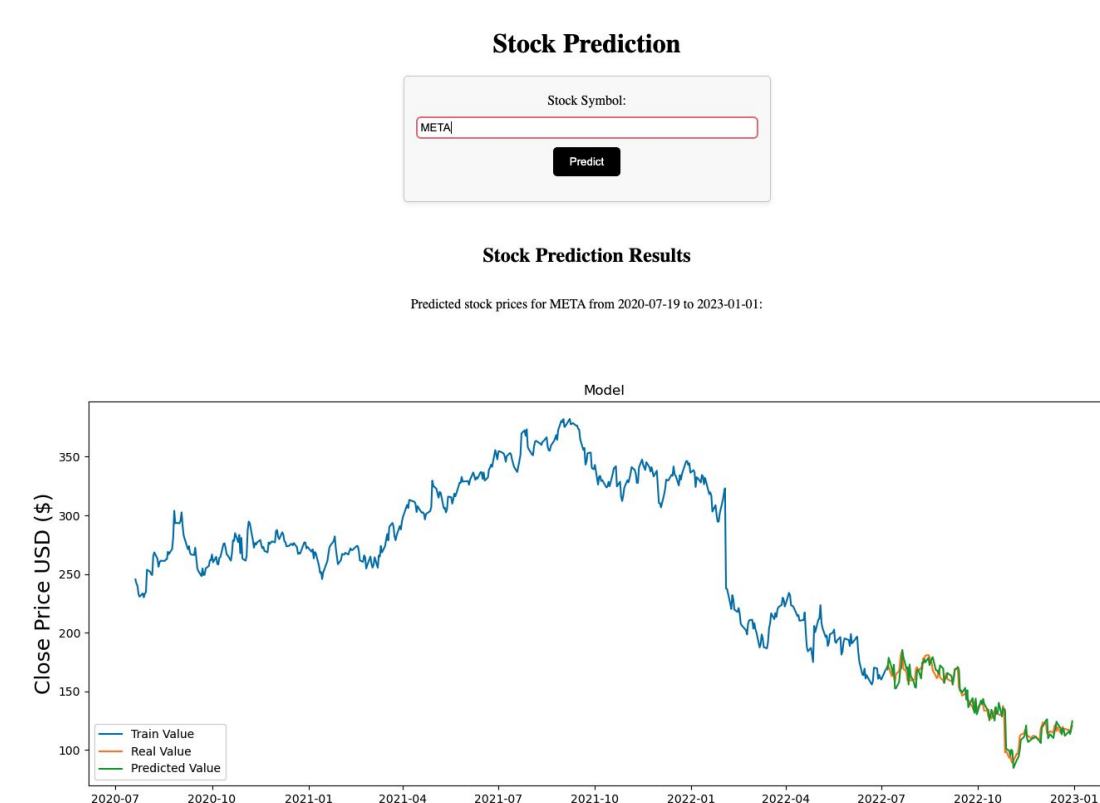 Stock Prediction
Stock Symbol:
META
Predict
Stock Prediction Results
Predicted stock prices for META from 2020-07-19 to 2023-01-01:
Model
Close Price USD ($)
350
300
250
200
150
100
Train Value
Real Value
Predicted Value
2020-07 2020-10 2021-01 2021-04 2021-07 2021-10 2022-01 2022-04 2022-07 2022-10 2023-01